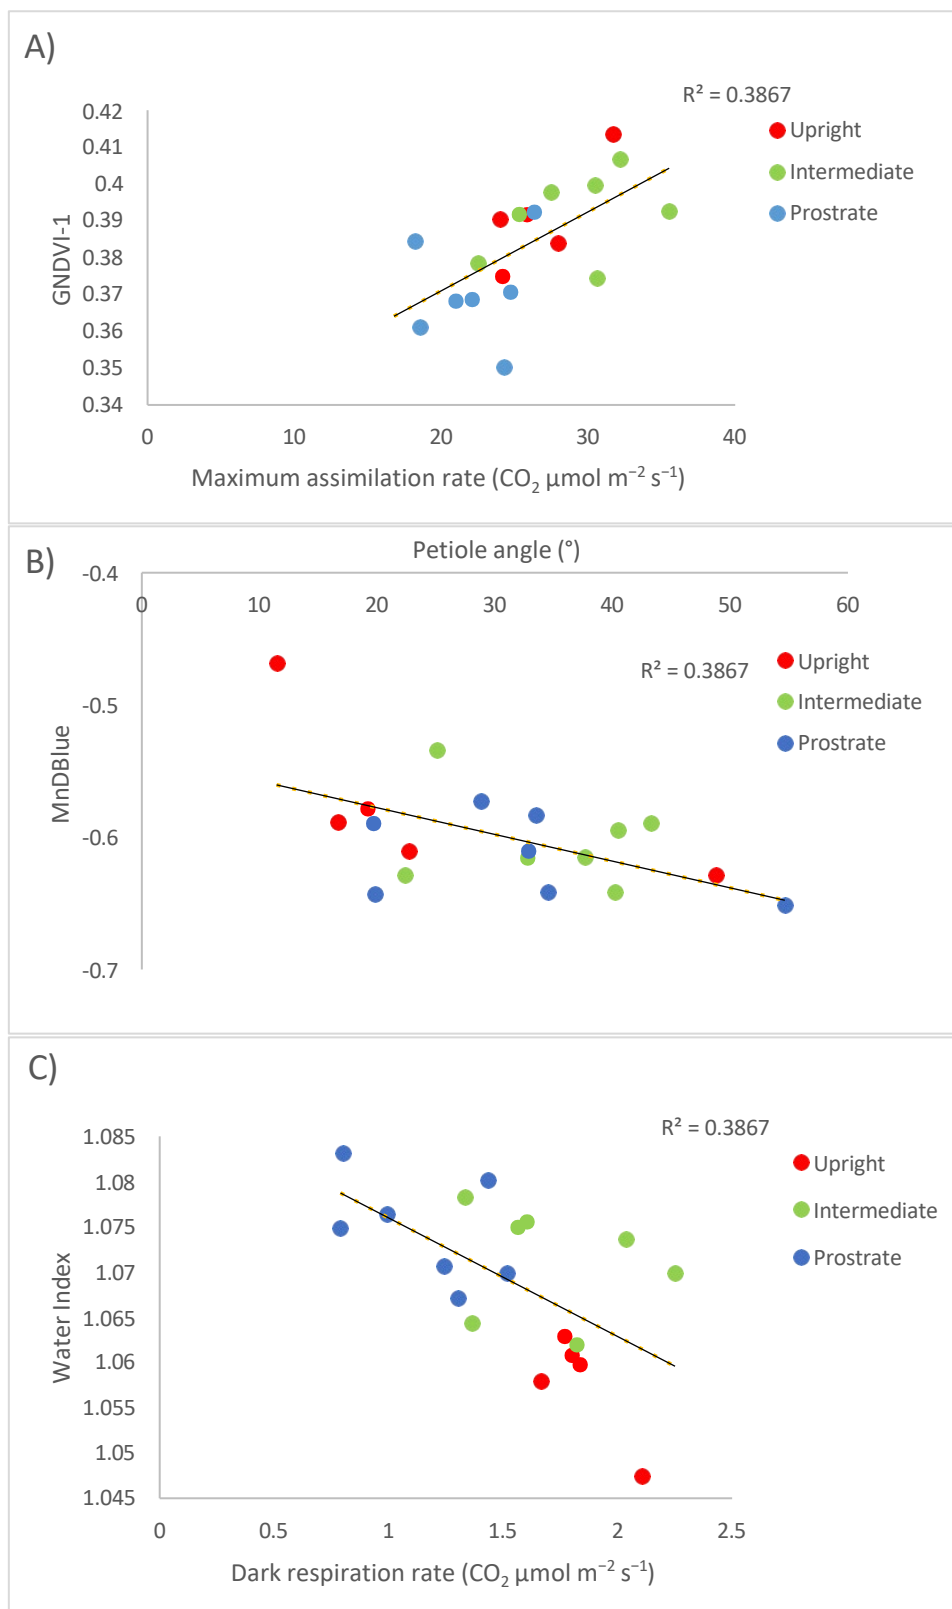 A)
R² = 0.3867
0.42
0.41
0.4
0.39
0.38
0.37
0.36
0.35
0.34
GNDVI-1
Upright
Intermediate
Prostrate
0 10 20 30 40
Maximum assimilation rate (CO₂ µmol m⁻² s⁻¹)
B)
Petiole angle (°)
0 10 20 30 40 50 60
-0.4
-0.5
-0.6
-0.7
MnDBlue
R² = 0.3867
Upright
Intermediate
Prostrate
C)
R² = 0.3867
1.085
1.08
1.075
1.07
1.065
1.06
1.055
1.05
1.045
Water Index
Upright
Intermediate
Prostrate
0 0.5 1 1.5 2 2.5
Dark respiration rate (CO₂ µmol m⁻² s⁻¹)